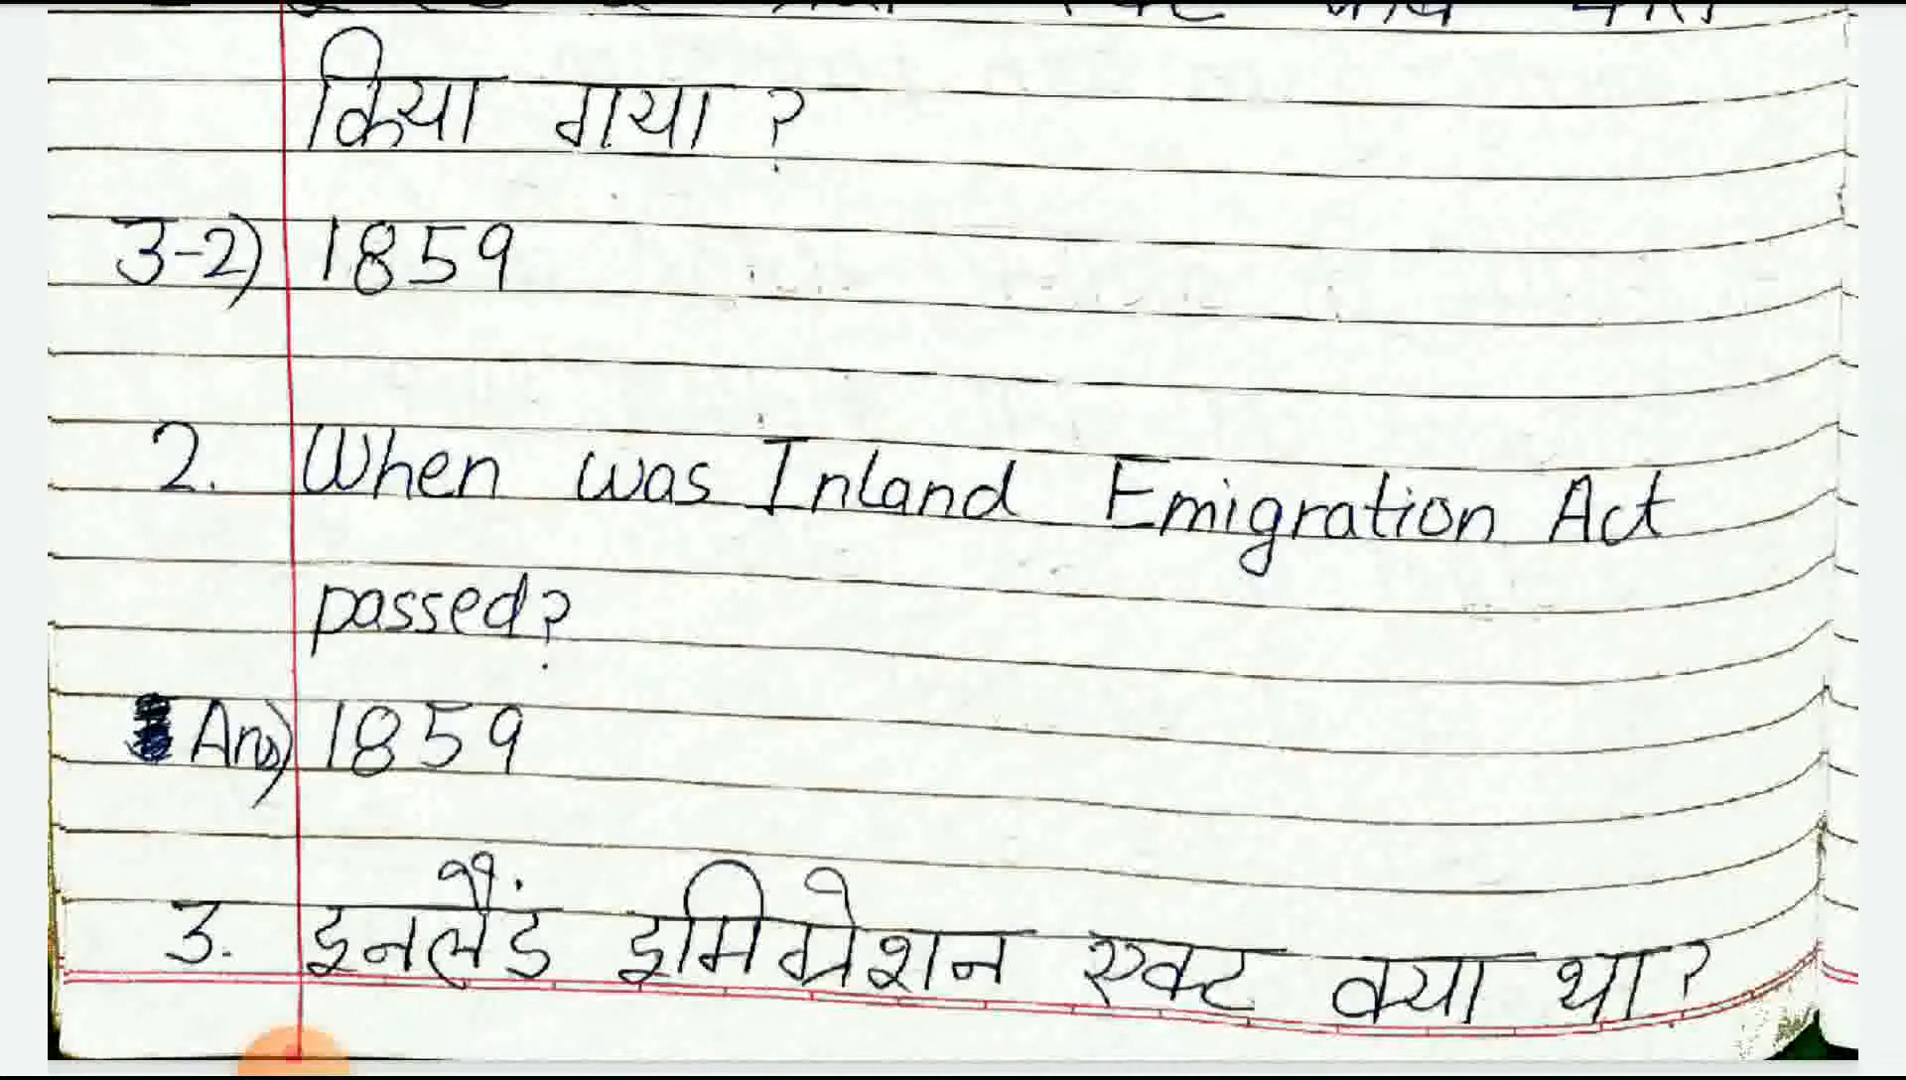 किया गया ?
उ-2) 1859
2. When was Inland Emigration Act
passed?
Ans) 1859
3. इनलैंड इमिग्रेशन एक्ट क्या था?